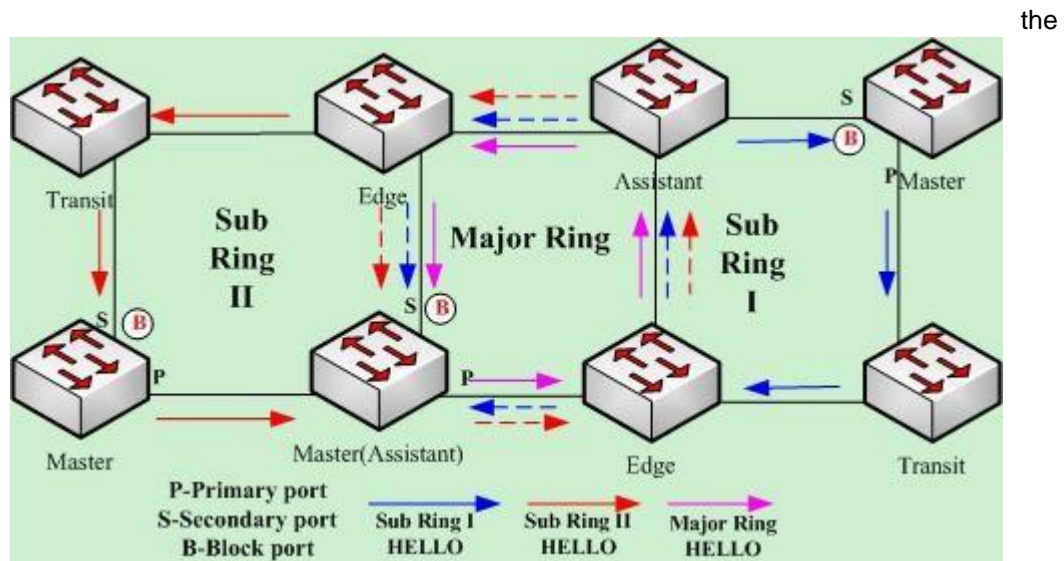 the
S
B
Transit
Edge
Assistant
P
Master
Sub
Ring
II
Major Ring
Sub
Ring
I
S
B
S
B
P
P
Master
Master(Assistant)
Edge
Transit
P-Primary port
S-Secondary port
B-Block port
Sub Ring I
HELLO
Sub Ring II
HELLO
Major Ring
HELLO